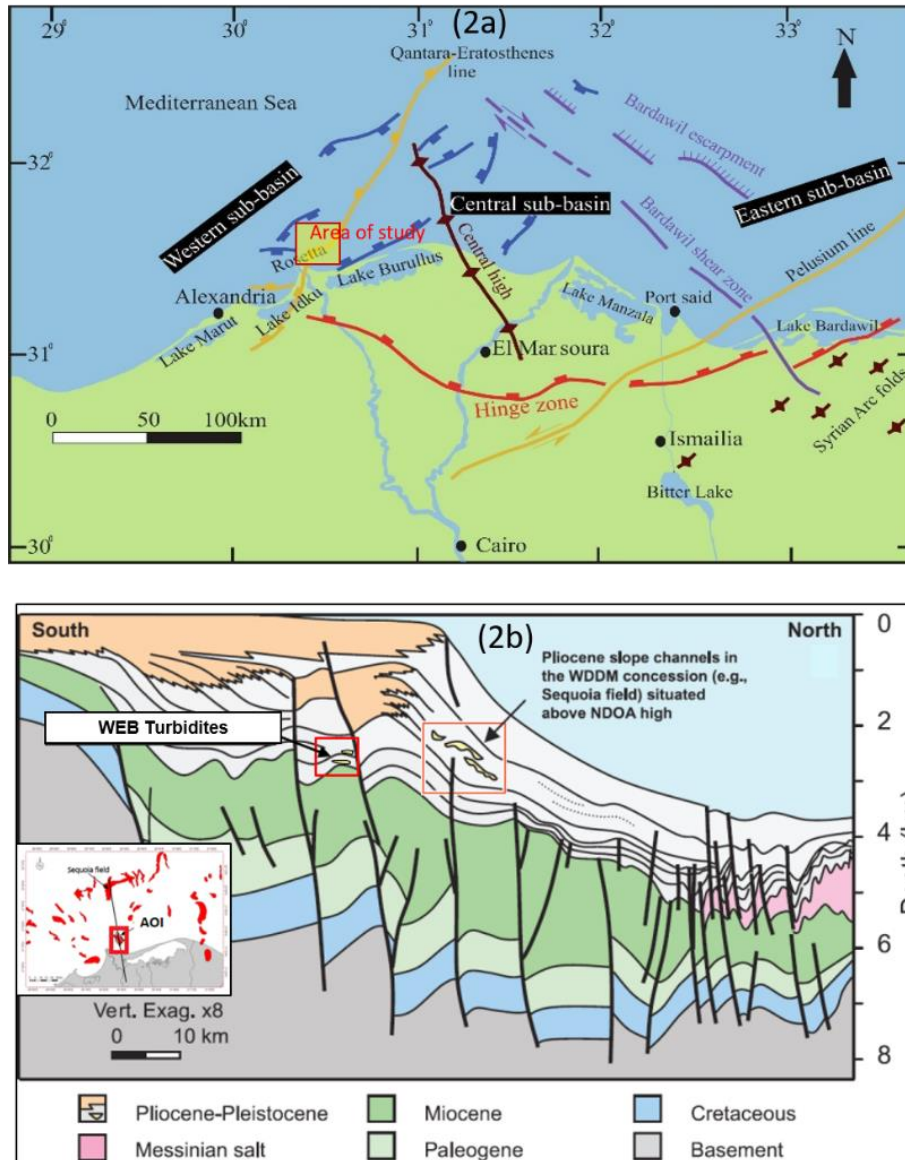 29°
30°
(2a)
31°
32°
33°
Qantara-Eratosthenes
line
N
Mediterranean Sea
Bardawil escarpment
32°
Western sub-basin
Central sub-basin
Eastern sub-basin
Area of study
Rosetta
Central high
Bardawil shear zone
Pelusium line
Lake Burullus
Alexandria
Lake Idku
Lake Marut
Lake Manzala
Port said
Lake Bardawil
31°
El Mansoura
Hinge zone
Syrian Arc folds
0 50 100km
Ismailia
Bitter Lake
30°
Cairo
South
(2b)
North
0
Pliocene slope channels in
the WDDM concession (e.g.,
Sequoia field) situated
above NDOA high
WEB Turbidites
2
4
6
8
Sequoia field
AOI
Vert. Exag. x8
0 10 km
Pliocene-Pleistocene
Miocene
Cretaceous
Messinian salt
Paleogene
Basement